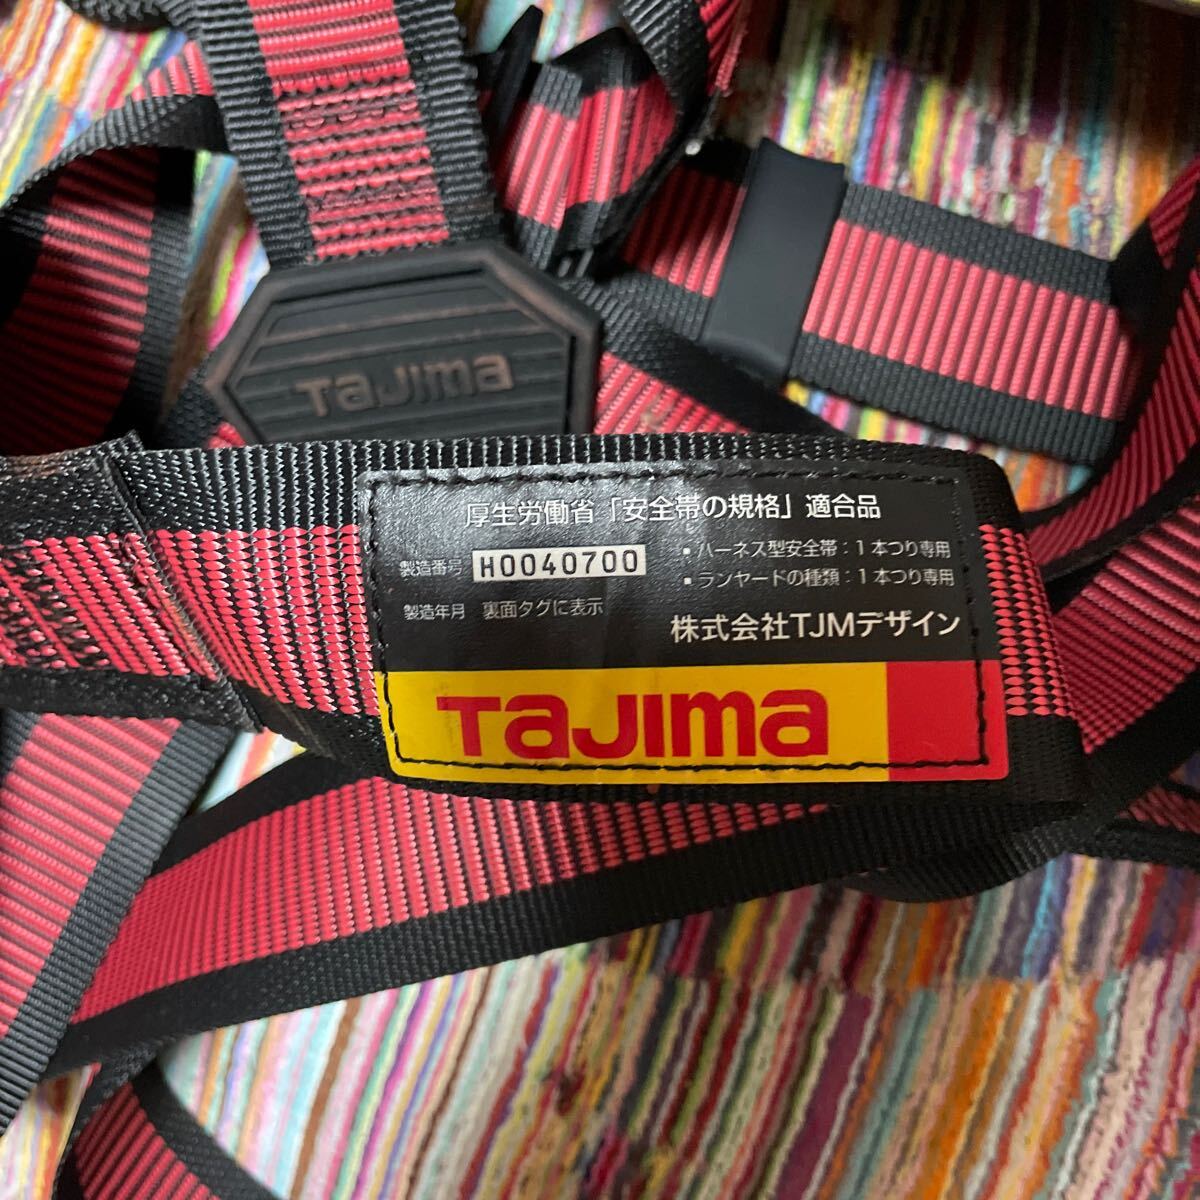 TaJIma
厚生労働省「安全帯の規格」適合品
製造番号 H0040700
・ハーネス型安全帯：1本つり専用
・ランヤードの種類：1本つり専用
製造年月 裏面タグに表示
株式会社TJMデザイン
TaJIma